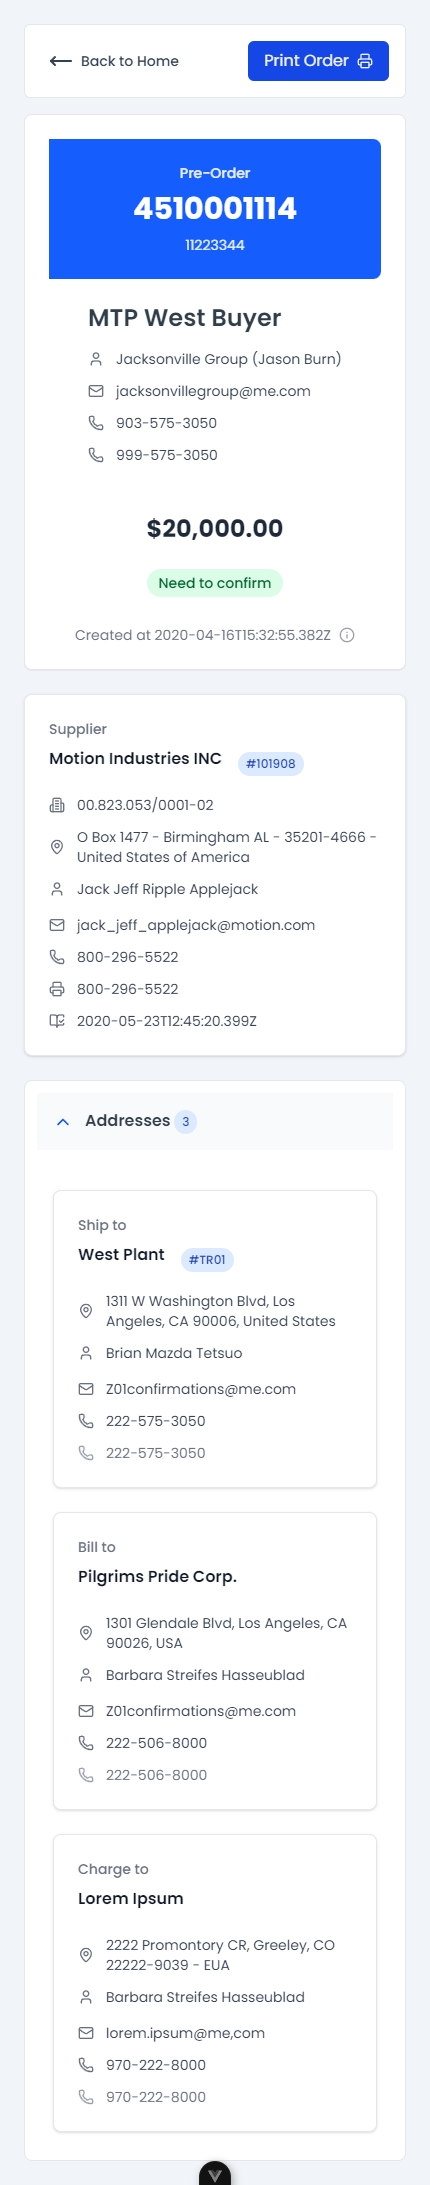 Back to Home
Print Order
Pre-Order
4510001114
11223344
MTP West Buyer
Jacksonville Group (Jason Burn)
jacksonvillegroup@me.com
903-575-3050
999-575-3050
$20,000.00
Need to confirm
Created at 2020-04-16T15:32:55.382Z
Supplier
Motion Industries INC #101908
00.823.053/0001-02
O Box 1477 - Birmingham AL - 35201-4666 -
United States of America
Jack Jeff Ripple Applejack
jack_jeff_applejack@motion.com
800-296-5522
800-296-5522
2020-05-23T12:45:20.399Z
Addresses 3
Ship to
West Plant #TR01
1311 W Washington Blvd, Los
Angeles, CA 90006, United States
Brian Mazda Tetsuo
Z01confirmations@me.com
222-575-3050
222-575-3050
Bill to
Pilgrims Pride Corp.
1301 Glendale Blvd, Los Angeles, CA
90026, USA
Barbara Streifes Hasseublad
Z01confirmations@me.com
222-506-8000
222-506-8000
Charge to
Lorem Ipsum
2222 Promontory CR, Greeley, CO
22222-9039 - EUA
Barbara Streifes Hasseublad
lorem.ipsum@me,com
970-222-8000
970-222-8000